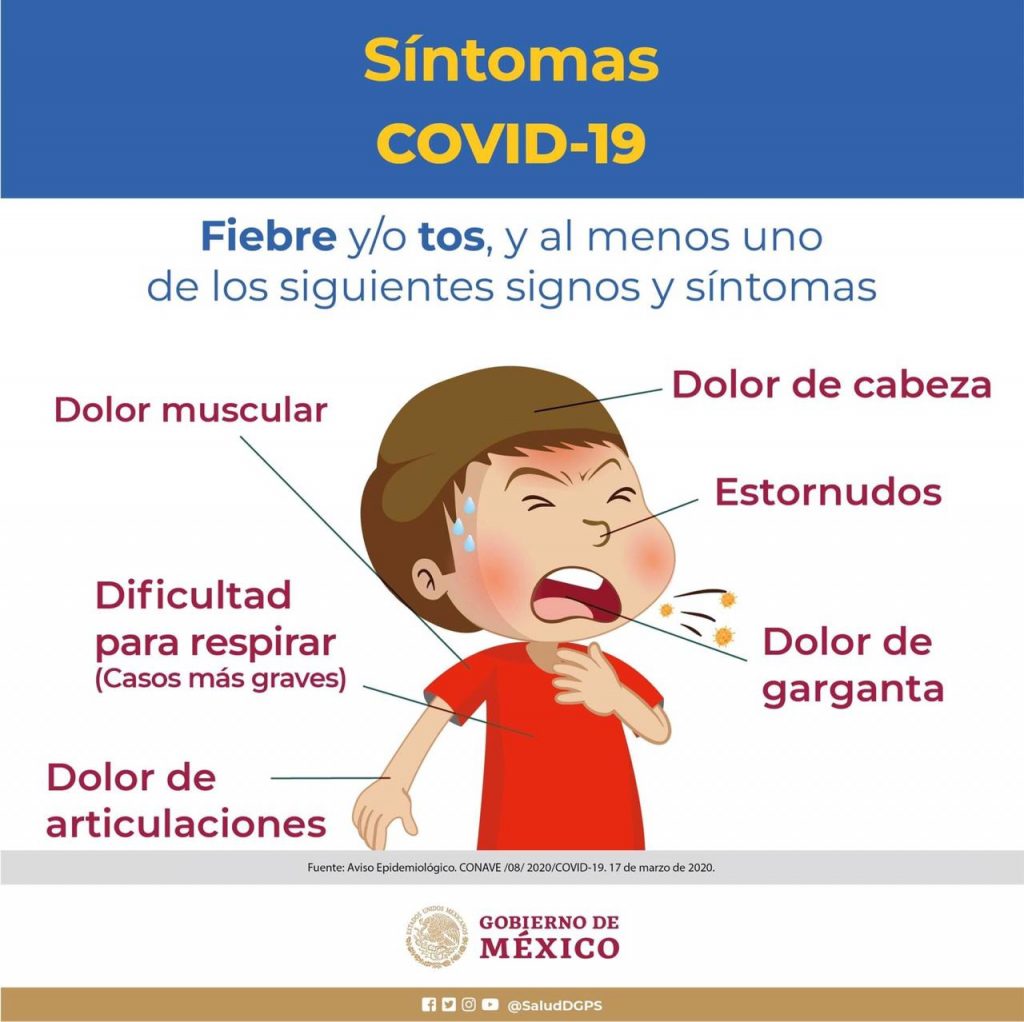 Síntomas
COVID-19
Fiebre y/o tos, y al menos uno
de los siguientes signos y síntomas
Dolor muscular
Dolor de cabeza
Estornudos
Dificultad
para respirar
(Casos más graves)
Dolor de
garganta
Dolor de
articulaciones
Fuente: Aviso Epidemiológico. CONAVE /08/ 2020/COVID-19. 17 de marzo de 2020.
ESTADOS UNIDOS MEXICANOS
GOBIERNO DE
MÉXICO
@SaludDGPS